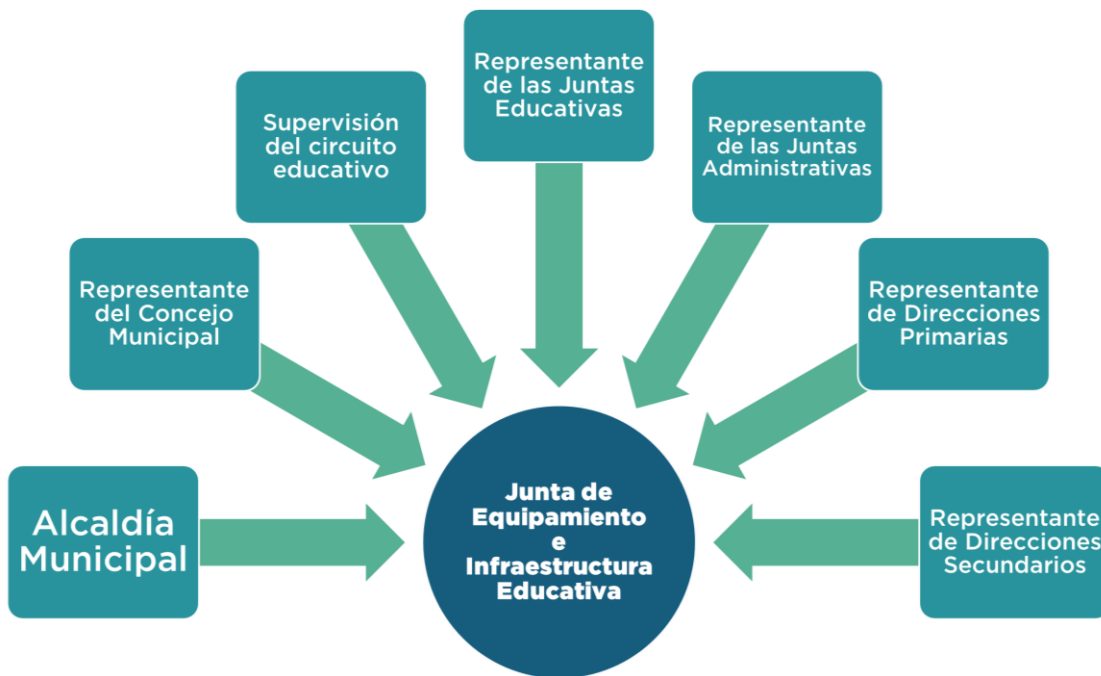 Representante
de las Juntas
Educativas
Supervisión
del circuito
educativo
Representante
de las Juntas
Administrativas
Representante
del Concejo
Municipal
Representante
de Direcciones
Primarias
Alcaldía
Municipal
Junta de
Equipamiento
e
Infraestructura
Educativa
Representante
de Direcciones
Secundarios